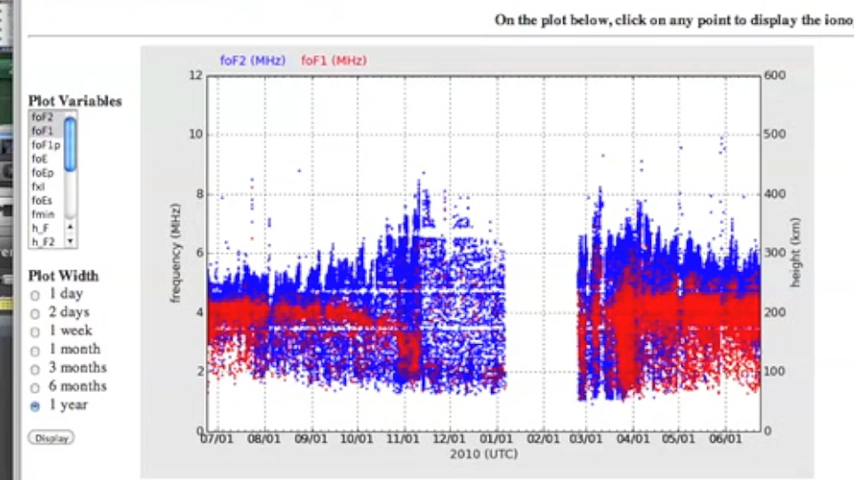 On the plot below, click on any point to display the iono
foF2 (MHz) foF1 (MHz)
Plot Variables
foF2
foF1
foF1p
foE
foEp
fxI
foEs
fmin
h_F
h_F2
Plot Width
1 day
2 days
1 week
1 month
3 months
6 months
1 year
Display
frequency (MHz)
12
10
8
6
4
2
0
600
500
400
300
200
100
0
height (km)
07/01 08/01 09/01 10/01 11/01 12/01 01/01 02/01 03/01 04/01 05/01 06/01
2010 (UTC)